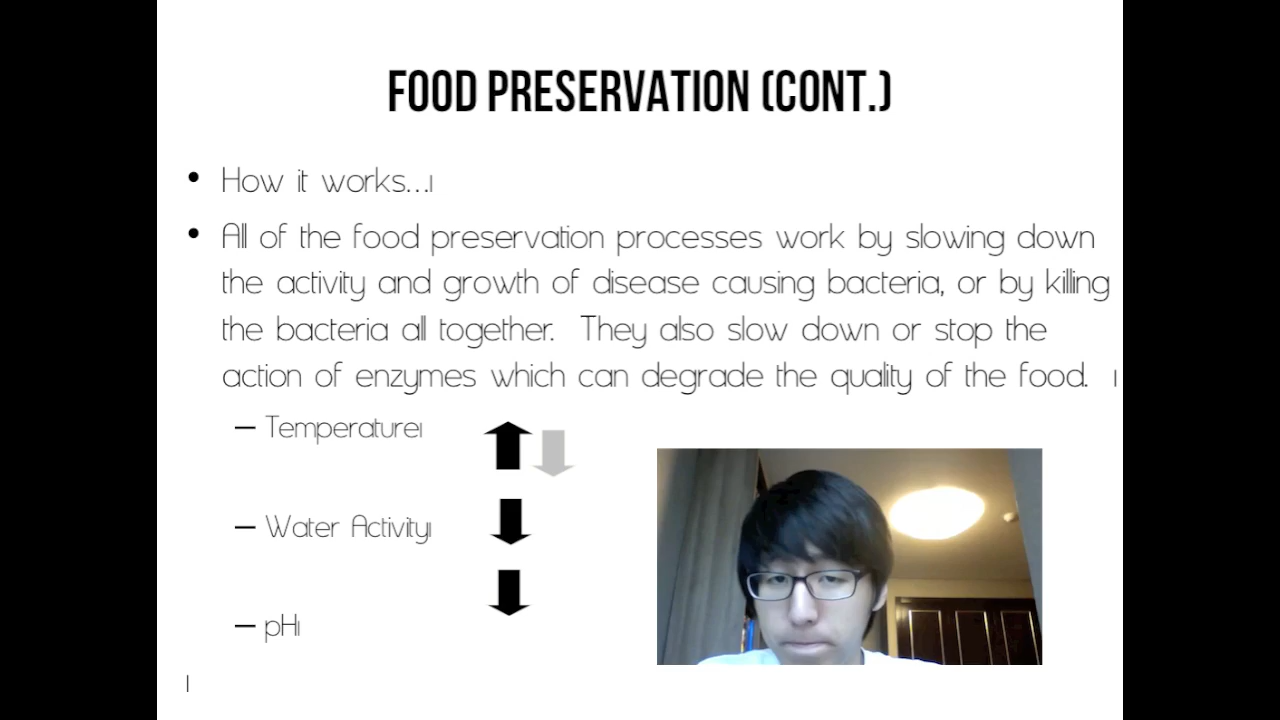 FOOD PRESERVATION (CONT.)
• How it works...
• All of the food preservation processes work by slowing down
the activity and growth of disease causing bacteria, or by killing
the bacteria all together. They also slow down or stop the
action of enzymes which can degrade the quality of the food.
– Temperature
– Water Activity
– pH